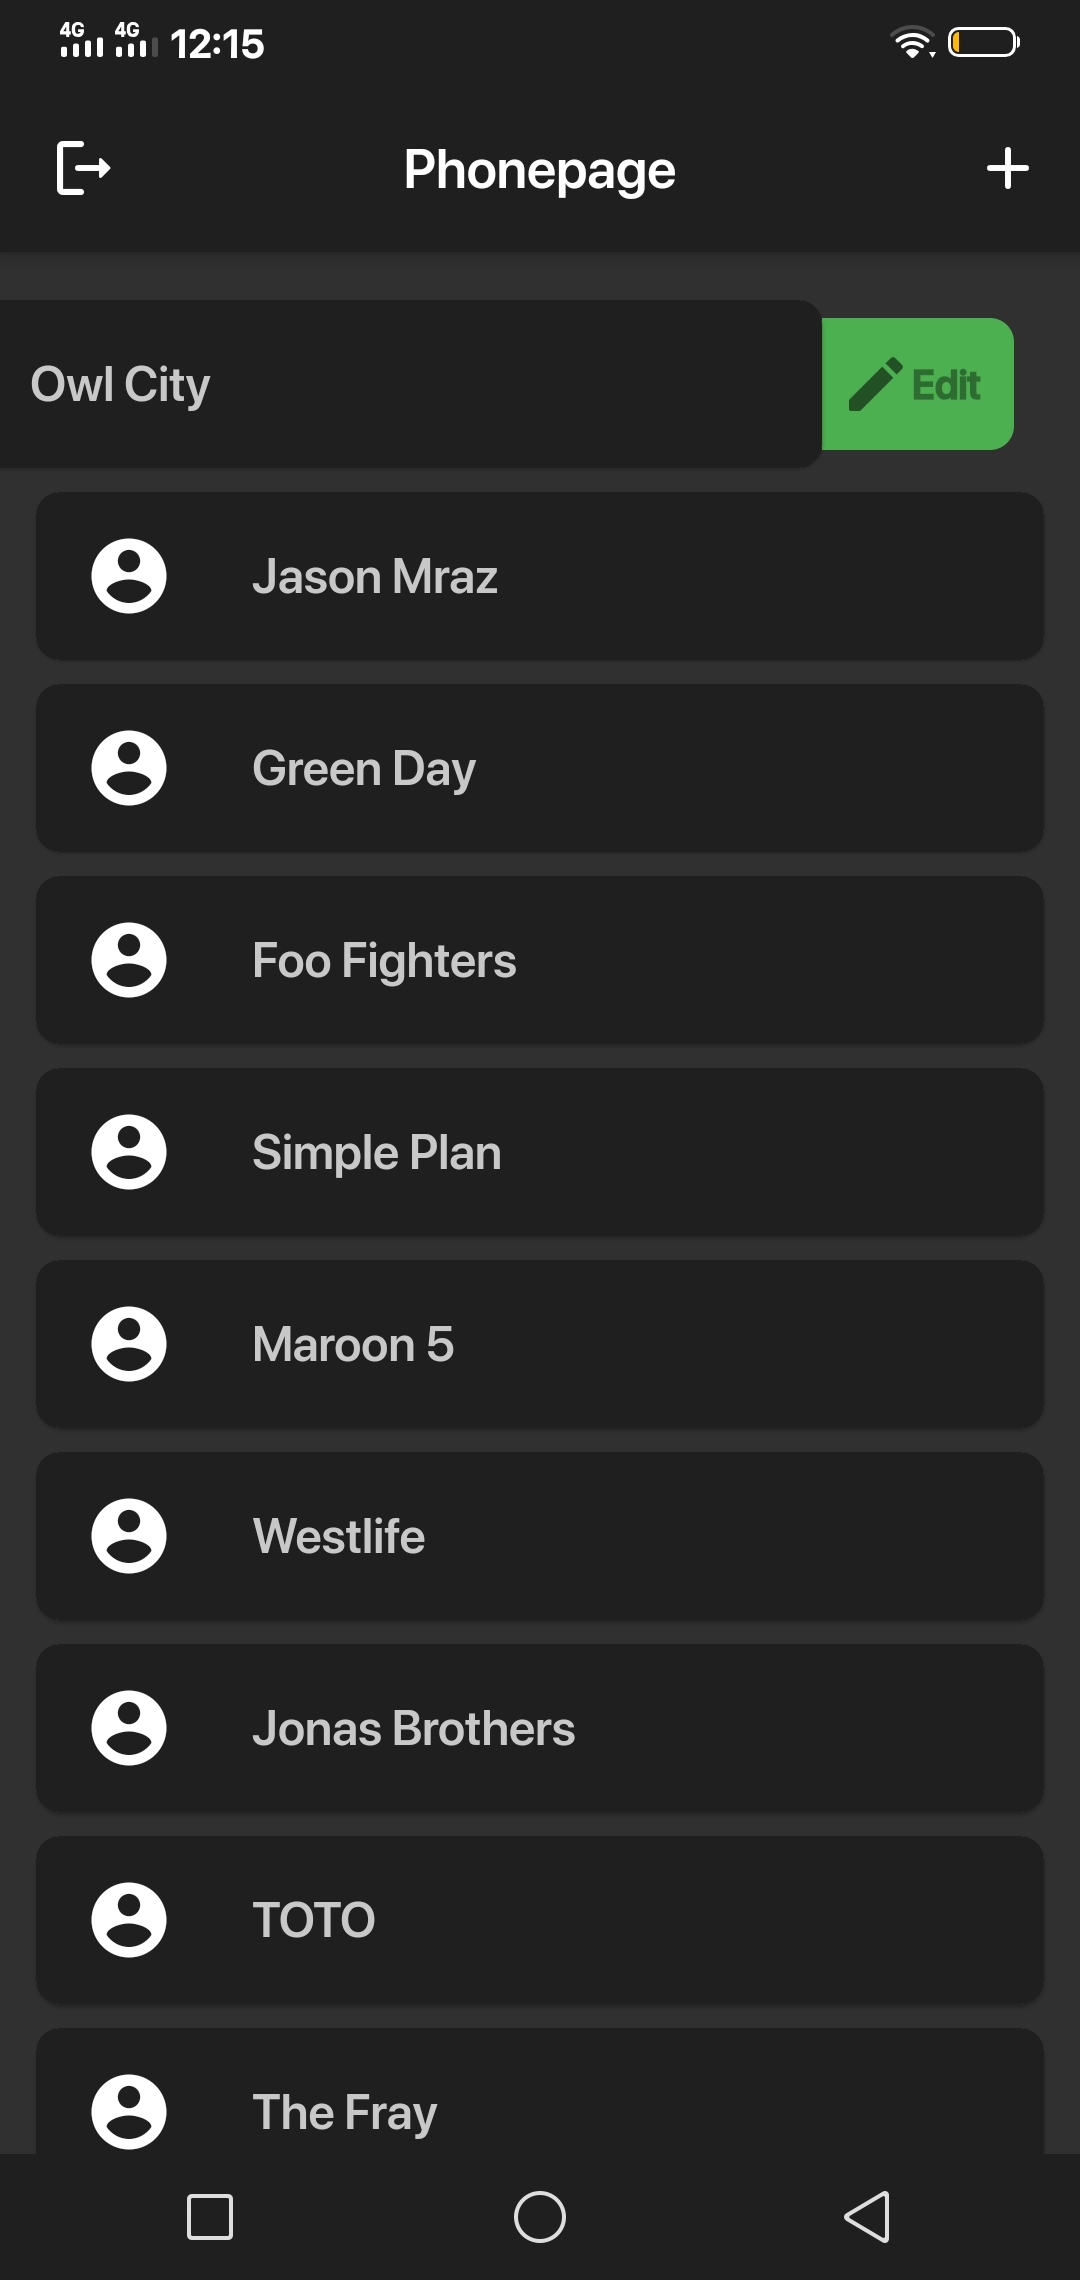 4G 4G 12:15
Phonepage
Owl City
Edit
Jason Mraz
Green Day
Foo Fighters
Simple Plan
Maroon 5
Westlife
Jonas Brothers
TOTO
The Fray